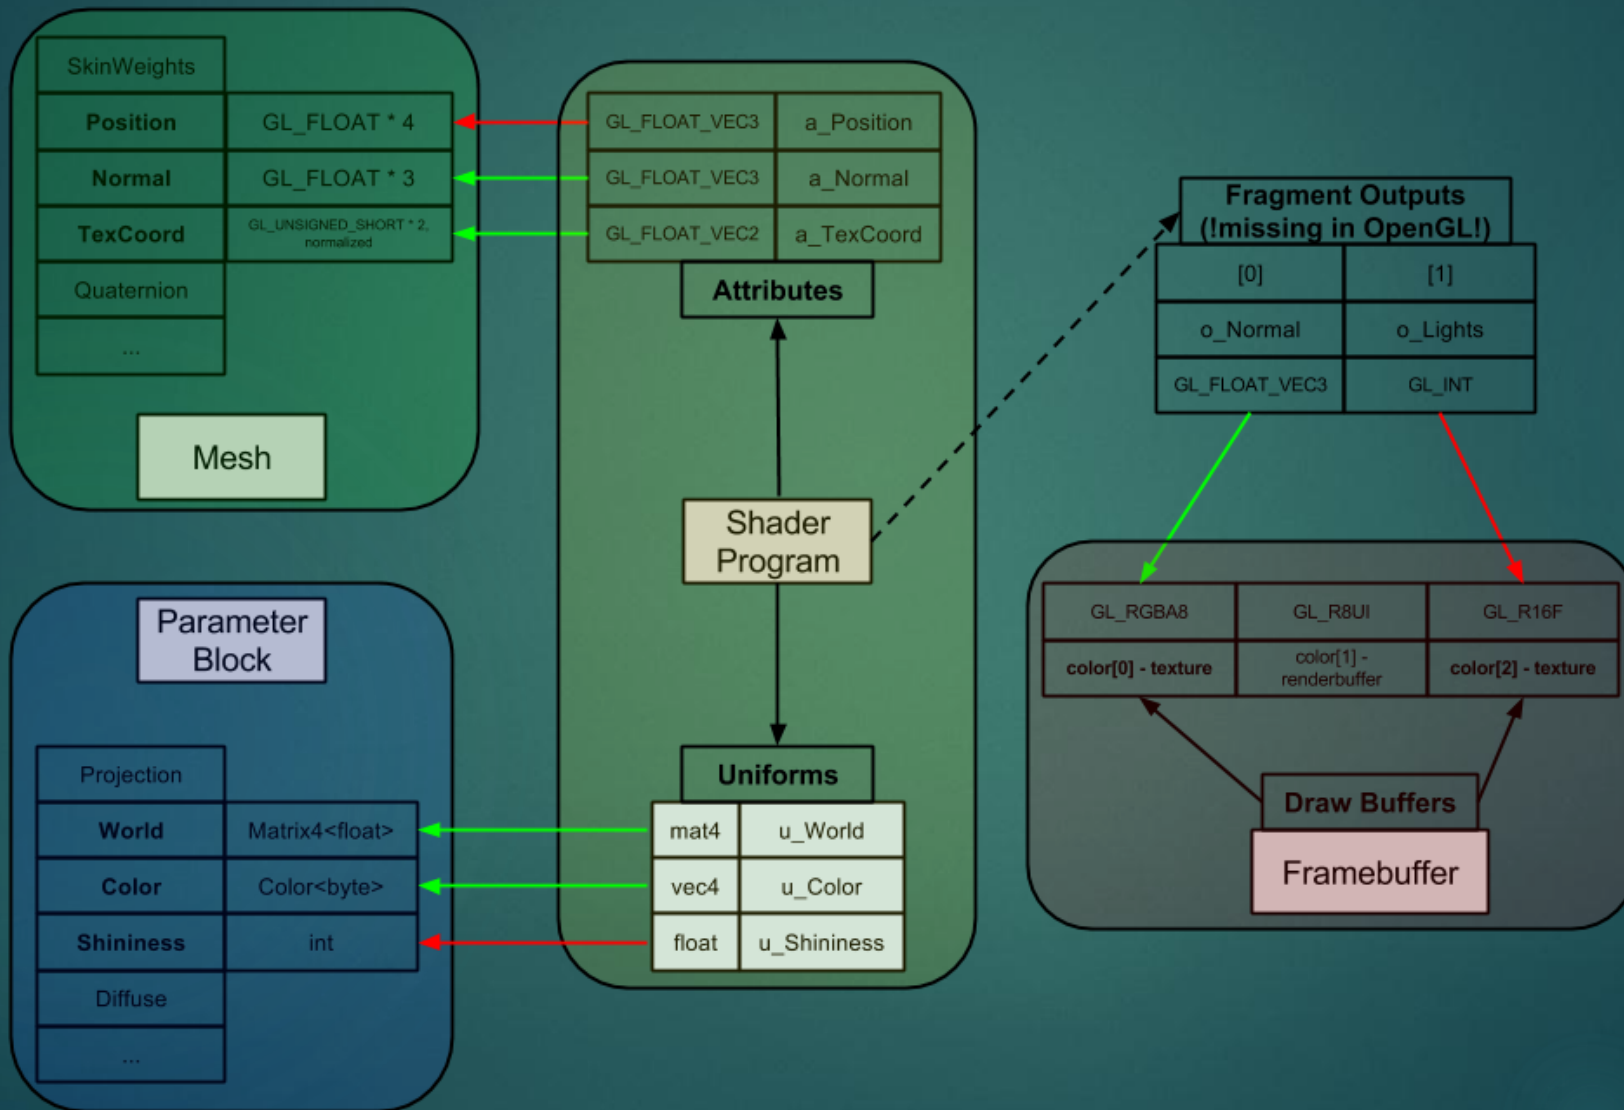 SkinWeights
Position
GL_FLOAT * 4
Normal
GL_FLOAT * 3
TexCoord
GL_UNSIGNED_SHORT * 2,
normalized
Quaternion
...
Mesh
GL_FLOAT_VEC3
a_Position
GL_FLOAT_VEC3
a_Normal
GL_FLOAT_VEC2
a_TexCoord
Attributes
Shader
Program
Uniforms
mat4
u_World
vec4
u_Color
float
u_Shininess
Parameter
Block
Projection
World
Matrix4<float>
Color
Color<byte>
Shininess
int
Diffuse
...
Fragment Outputs
(!missing in OpenGL!)
[0]
[1]
o_Normal
o_Lights
GL_FLOAT_VEC3
GL_INT
GL_RGBA8
GL_R8UI
GL_R16F
color[0] - texture
color[1] -
renderbuffer
color[2] - texture
Draw Buffers
Framebuffer